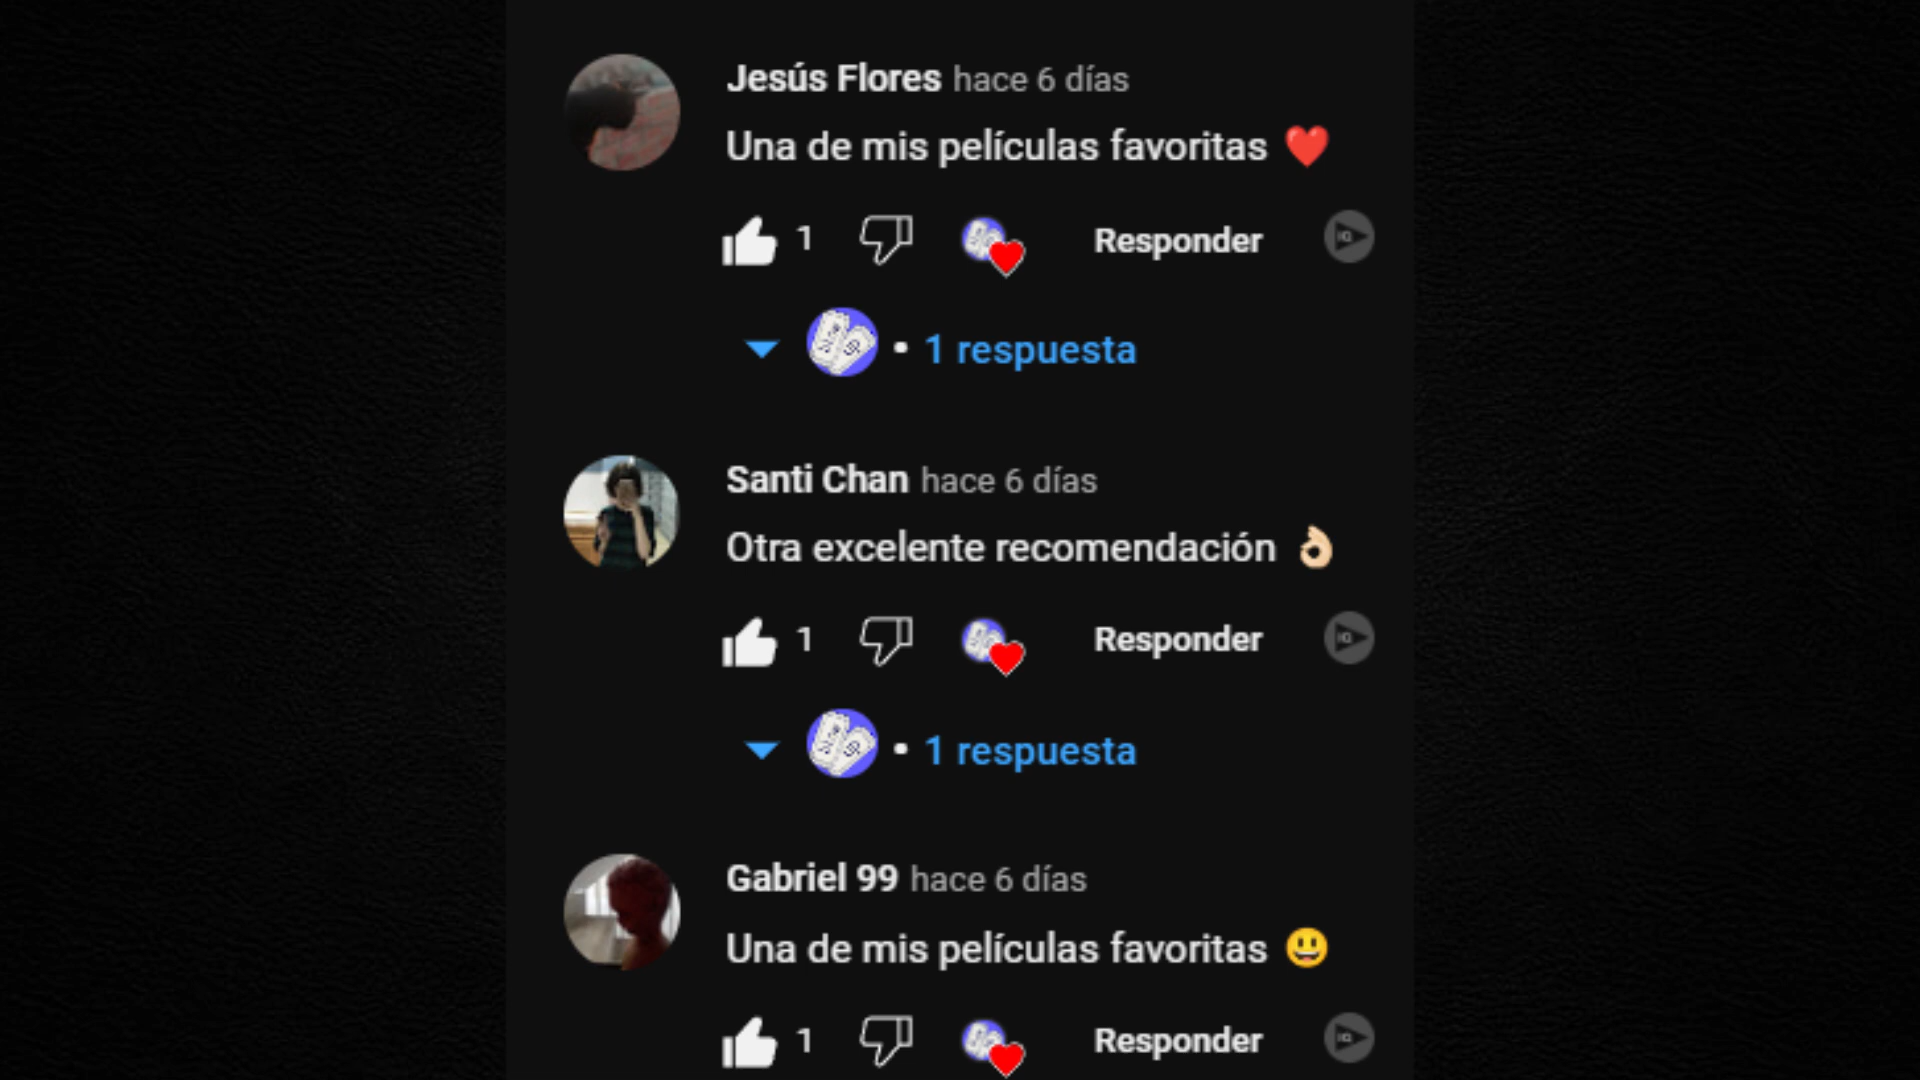 Jesús Flores hace 6 días
Una de mis películas favoritas ❤️
1 Responder
1 respuesta
Santi Chan hace 6 días
Otra excelente recomendación 👌🏻
1 Responder
1 respuesta
Gabriel 99 hace 6 días
Una de mis películas favoritas 😃
1 Responder